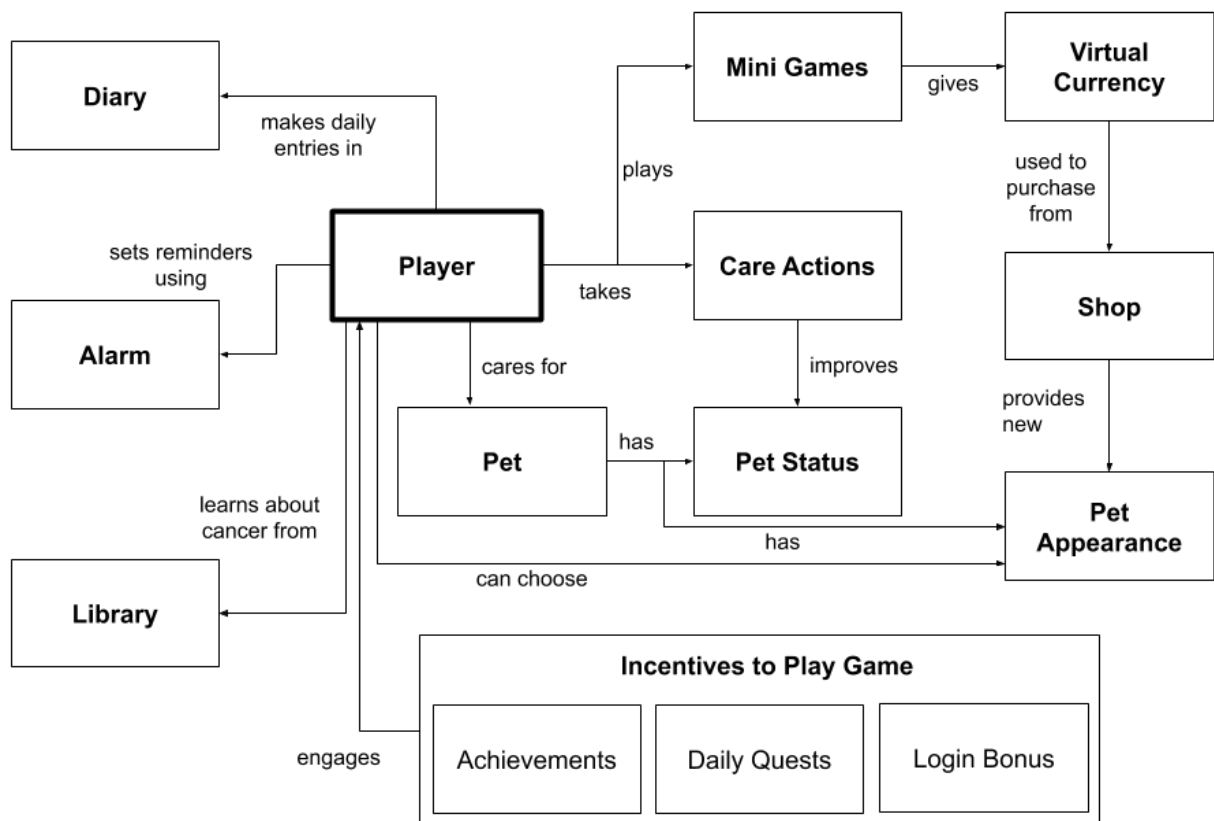 Diary
makes daily
entries in
Mini Games
gives
Virtual
Currency
plays
used to
purchase
from
sets reminders
using
Player
takes
Care Actions
Shop
Alarm
cares for
improves
provides
new
Pet
has
Pet Status
learns about
cancer from
has
Pet
Appearance
can choose
Library
Incentives to Play Game
engages
Achievements
Daily Quests
Login Bonus